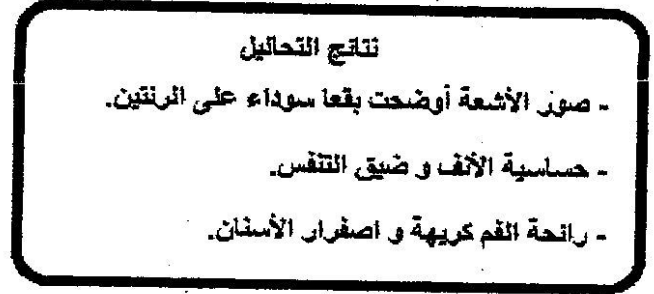 نتائج التحاليل
- صور الأشعة أوضحت بقعا سوداء على الرئتين.
- حساسية الأنف و ضيق التنفس.
- رائحة الفم كريهة و اصفرار الأسنان.